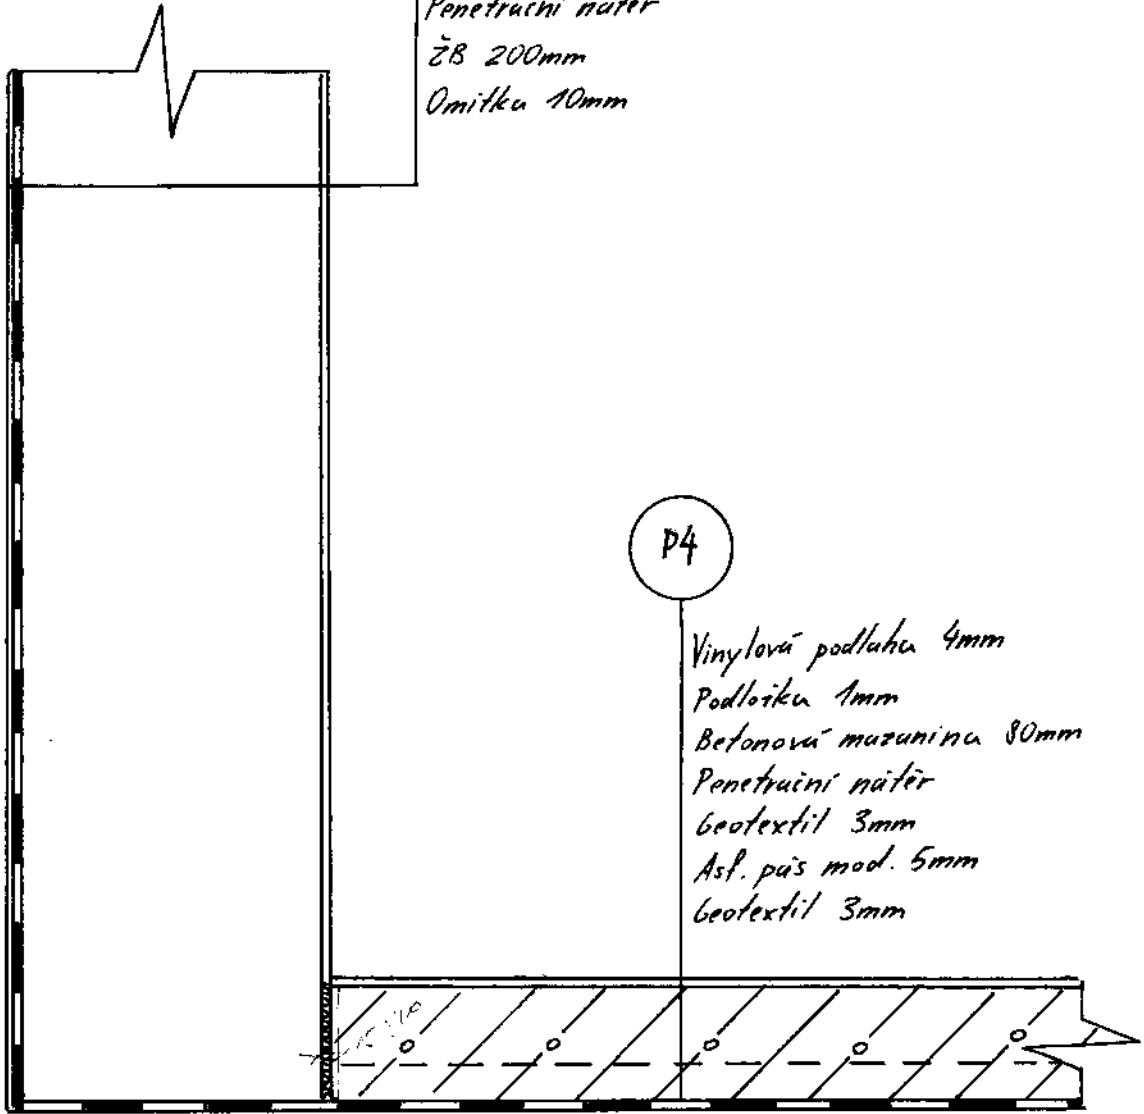 Penetrační nátěr
ŽB 200mm
Omítka 10mm
P4
Vinylová podlaha 4mm
Podložka 1mm
Betonová mazanina 80mm
Penetrační nátěr
Geotextil 3mm
Asf. pás mod. 5mm
Geotextil 3mm